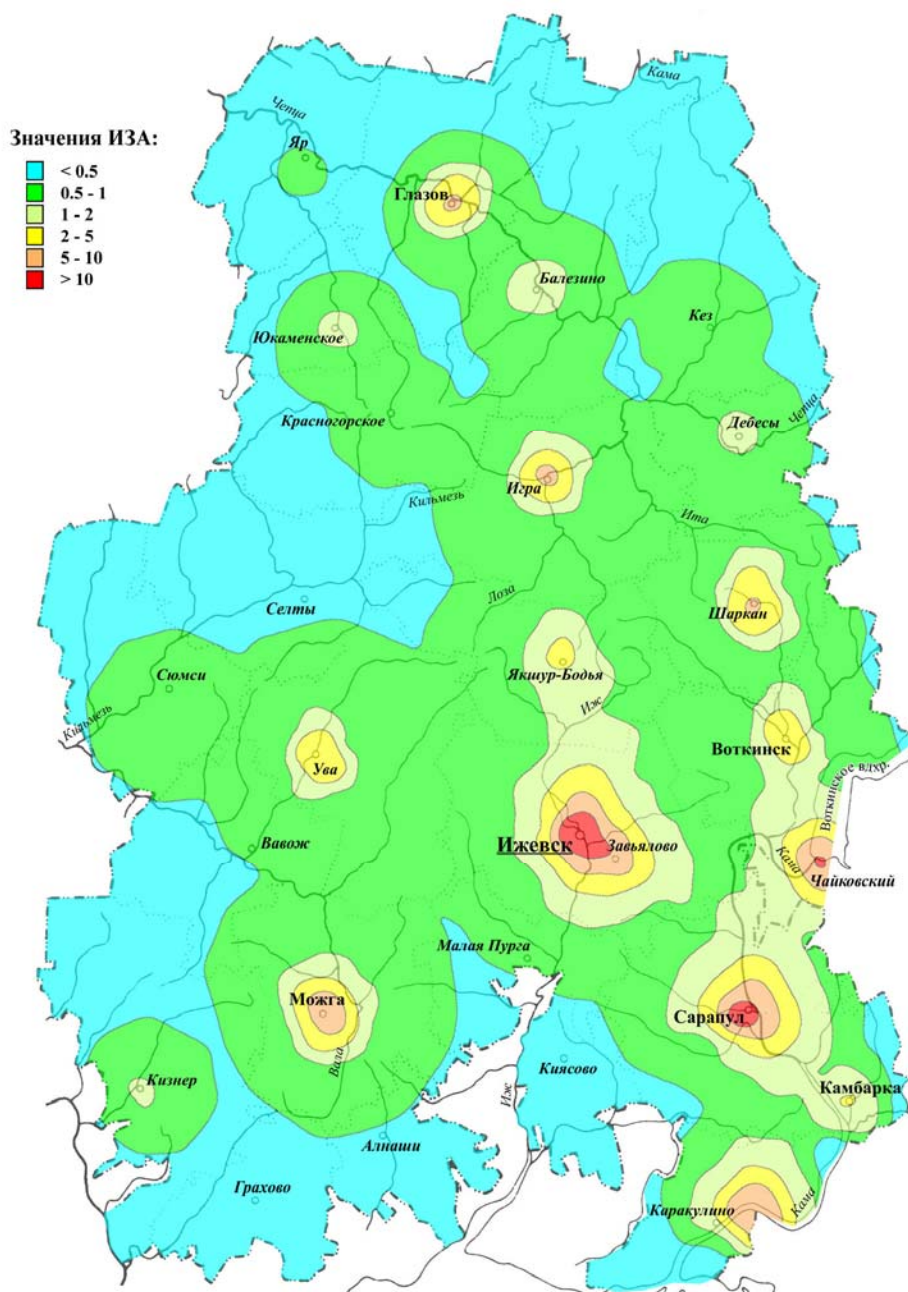 Значения ИЗА:
< 0.5
0.5 - 1
1 - 2
2 - 5
5 - 10
> 10
Кама
Чепца
Яр
Глазов
Балезино
Кез
Юкаменское
Красногорское
Дебесы
Чепца
Игра
Кильмезь
Ита
Лоза
Селты
Шаркан
Якшур-Бодья
Сюмси
Иж
Кильмезь
Воткинск
Ува
Воткинское вдхр.
Вавож
Ижевск
Завьялово
Кама
Чайковский
Малая Пурга
Можга
Сарапул
Вала
Киясово
Кизнер
Иж
Камбарка
Алнаши
Грахово
Каракулино
Кама